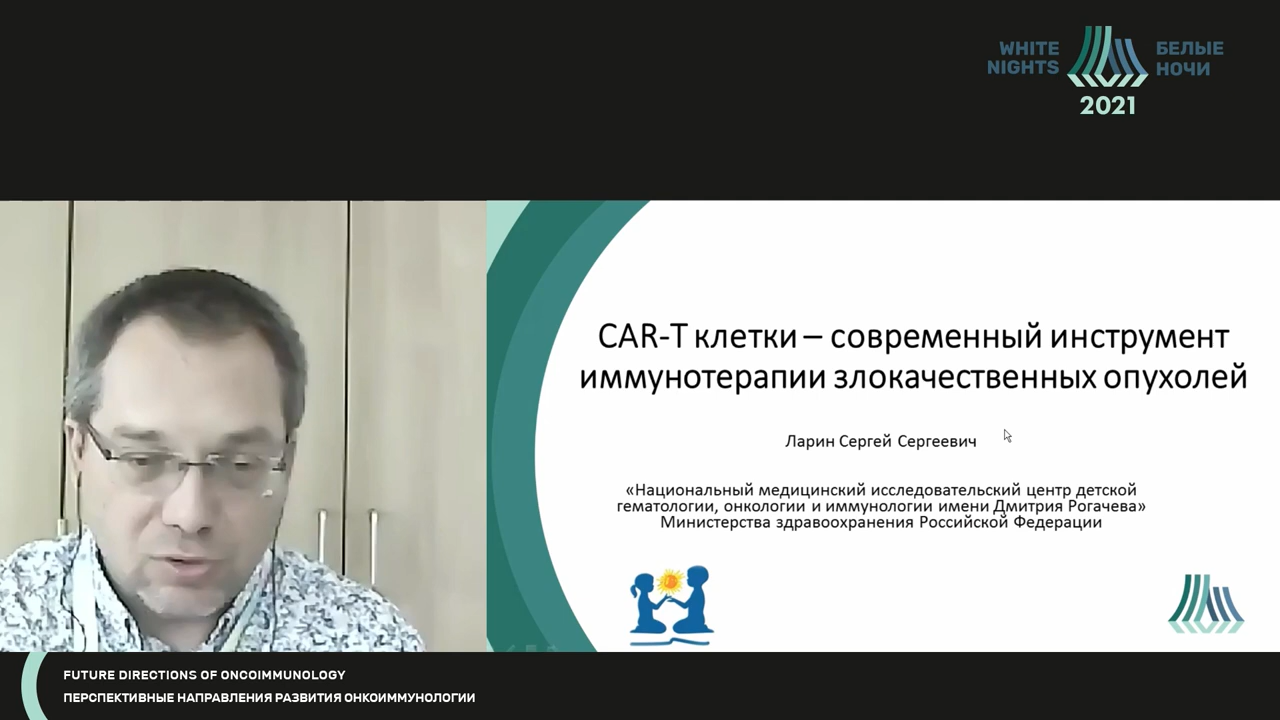 WHITE
NIGHTS
БЕЛЫЕ
НОЧИ
2021
CAR-T клетки – современный инструмент
иммунотерапии злокачественных опухолей
Ларин Сергей Сергеевич
«Национальный медицинский исследовательский центр детской
гематологии, онкологии и иммунологии имени Дмитрия Рогачева»
Министерства здравоохранения Российской Федерации
FUTURE DIRECTIONS OF ONCOIMMUNOLOGY
ПЕРСПЕКТИВНЫЕ НАПРАВЛЕНИЯ РАЗВИТИЯ ОНКОИММУНОЛОГИИ